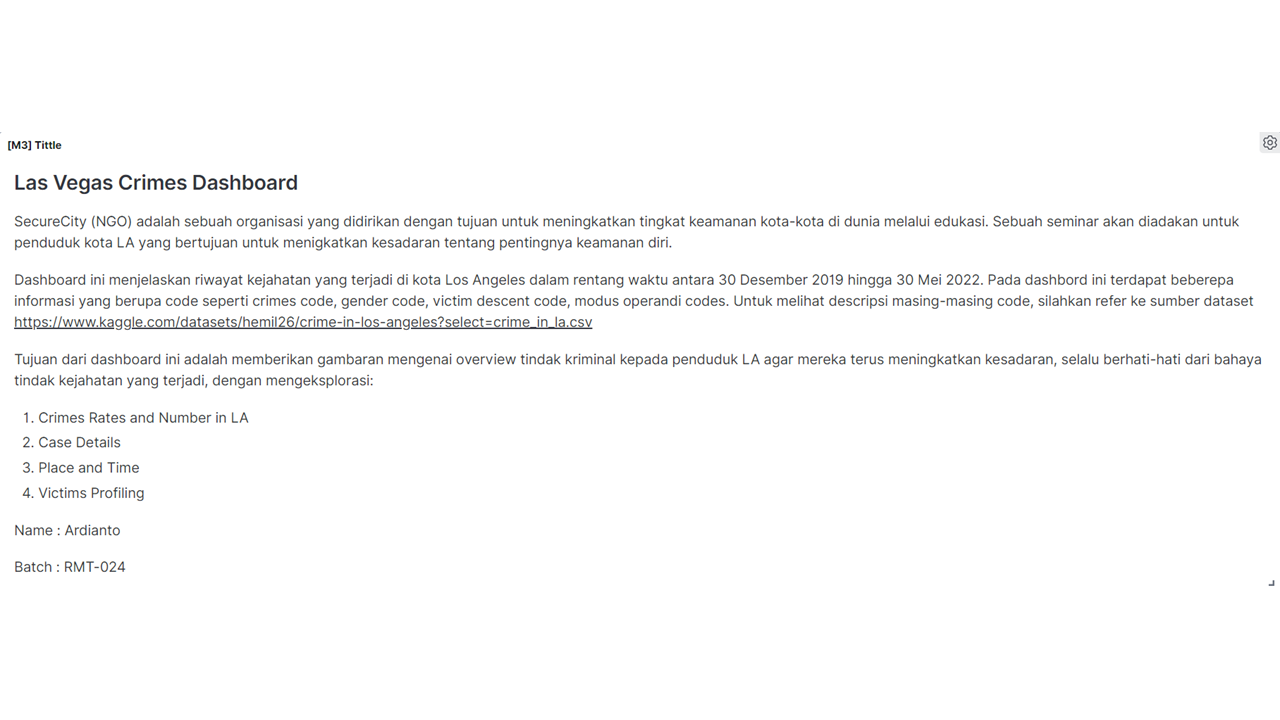 [M3] Tittle
Las Vegas Crimes Dashboard
SecureCity (NGO) adalah sebuah organisasi yang didirikan dengan tujuan untuk meningkatkan tingkat keamanan kota-kota di dunia melalui edukasi. Sebuah seminar akan diadakan untuk
penduduk kota LA yang bertujuan untuk menigkatkan kesadaran tentang pentingnya keamanan diri.
Dashboard ini menjelaskan riwayat kejahatan yang terjadi di kota Los Angeles dalam rentang waktu antara 30 Desember 2019 hingga 30 Mei 2022. Pada dashbord ini terdapat beberepa
informasi yang berupa code seperti crimes code, gender code, victim descent code, modus operandi codes. Untuk melihat descripsi masing-masing code, silahkan refer ke sumber dataset
https://www.kaggle.com/datasets/hemil26/crime-in-los-angeles?select=crime_in_la.csv
Tujuan dari dashboard ini adalah memberikan gambaran mengenai overview tindak kriminal kepada penduduk LA agar mereka terus meningkatkan kesadaran, selalu berhati-hati dari bahaya
tindak kejahatan yang terjadi, dengan mengeksplorasi:
1. Crimes Rates and Number in LA
2. Case Details
3. Place and Time
4. Victims Profiling
Name : Ardianto
Batch : RMT-024